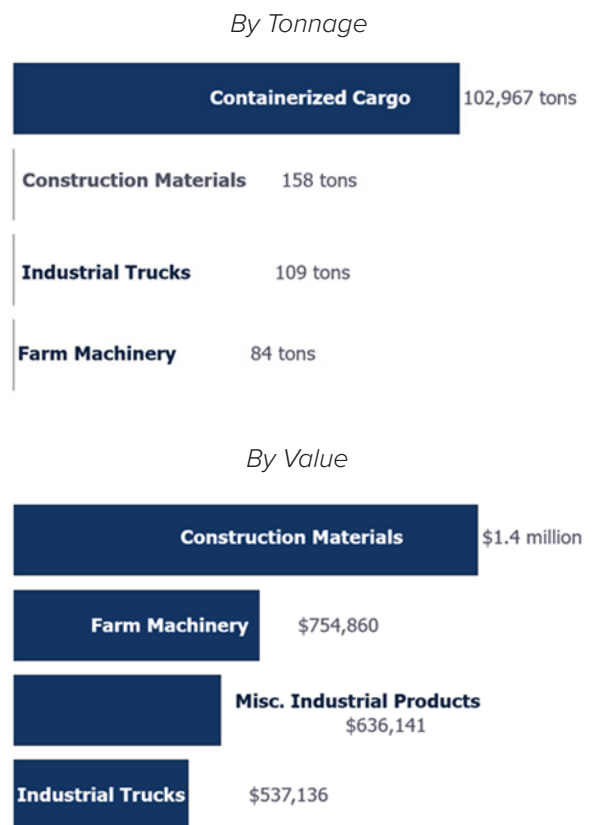 By Tonnage
Containerized Cargo 102,967 tons
Construction Materials 158 tons
Industrial Trucks 109 tons
Farm Machinery 84 tons
By Value
Construction Materials $1.4 million
Farm Machinery $754,860
Misc. Industrial Products
$636,141
Industrial Trucks $537,136